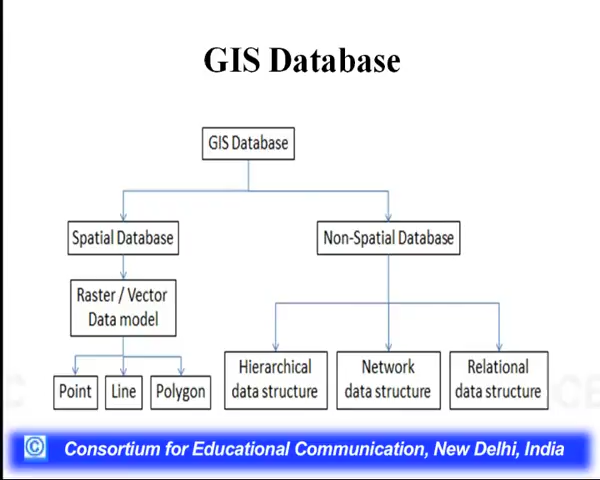 GIS Database
GIS Database
Spatial Database
Non-Spatial Database
Raster / Vector
Data model
Point
Line
Polygon
Hierarchical
data structure
Network
data structure
Relational
data structure
© Consortium for Educational Communication, New Delhi, India